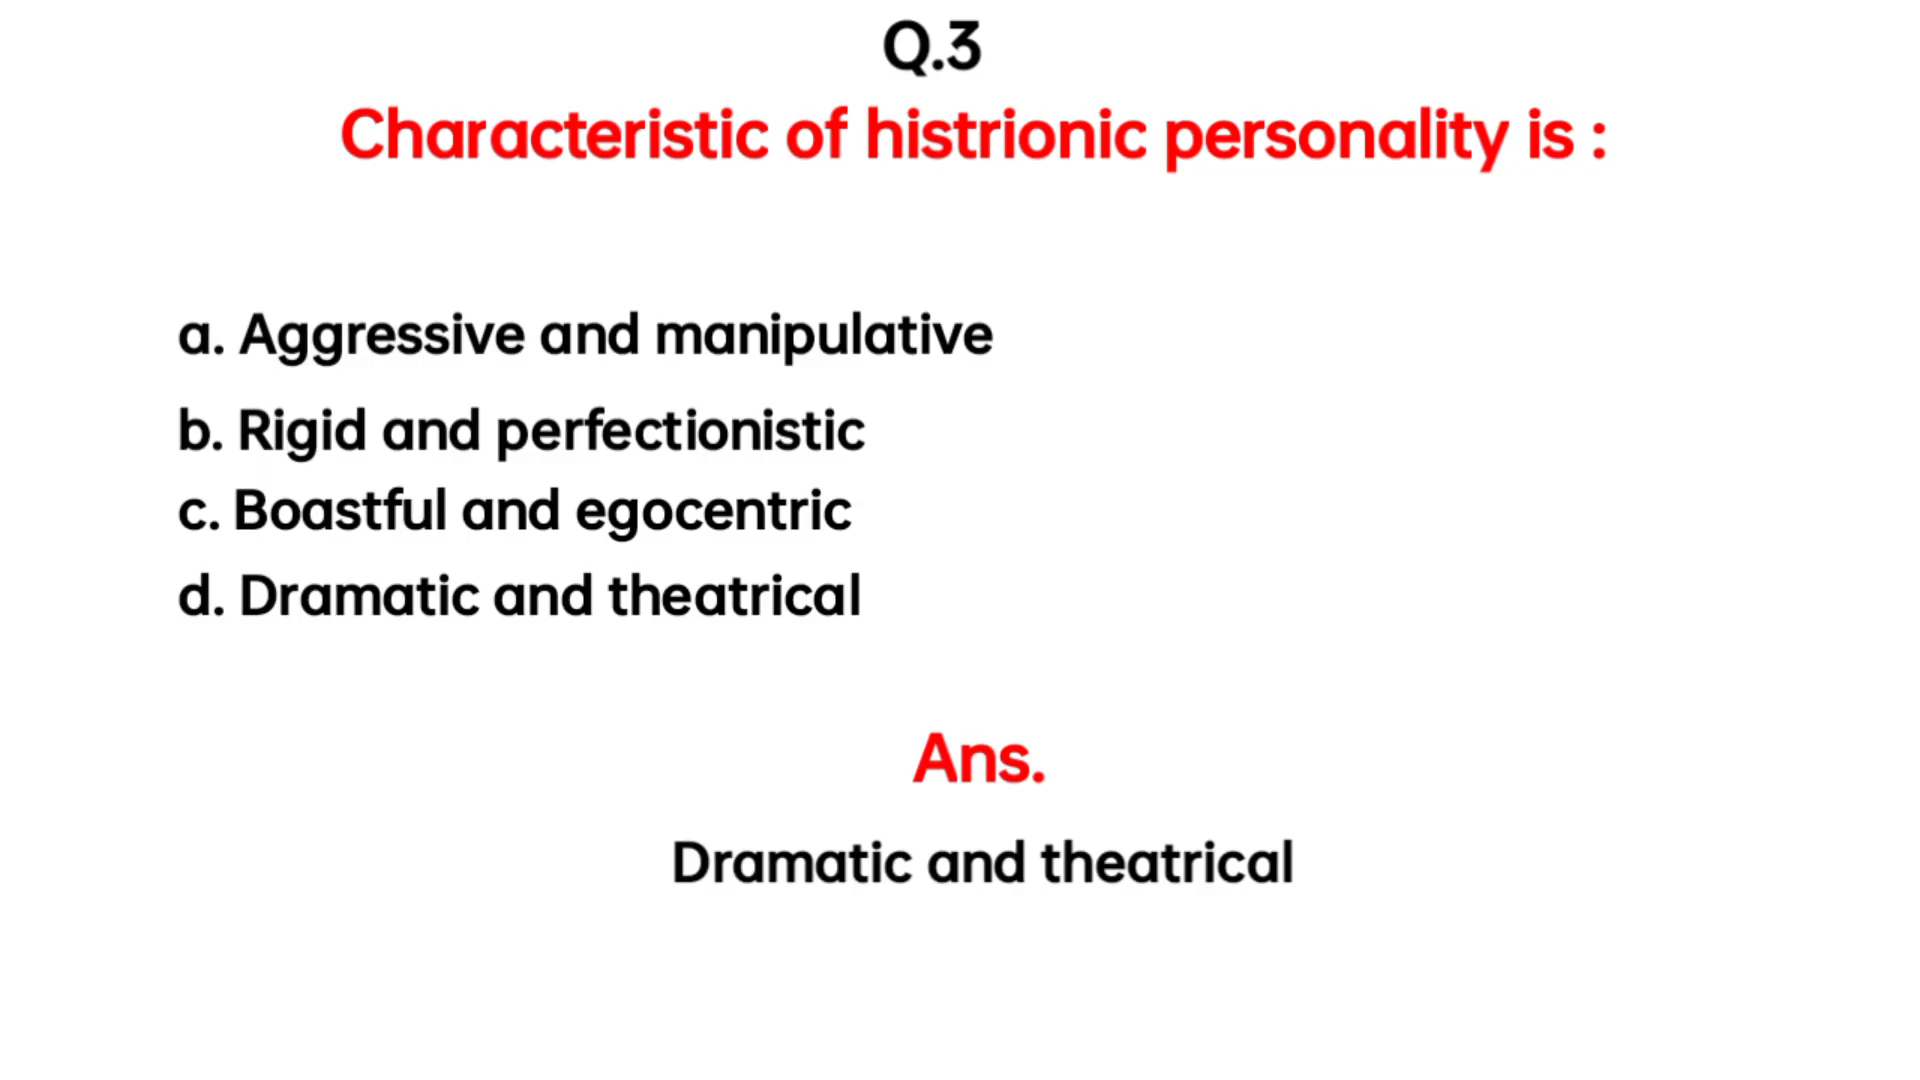 Q.3
Characteristic of histrionic personality is :
a. Aggressive and manipulative
b. Rigid and perfectionistic
c. Boastful and egocentric
d. Dramatic and theatrical
Ans.
Dramatic and theatrical